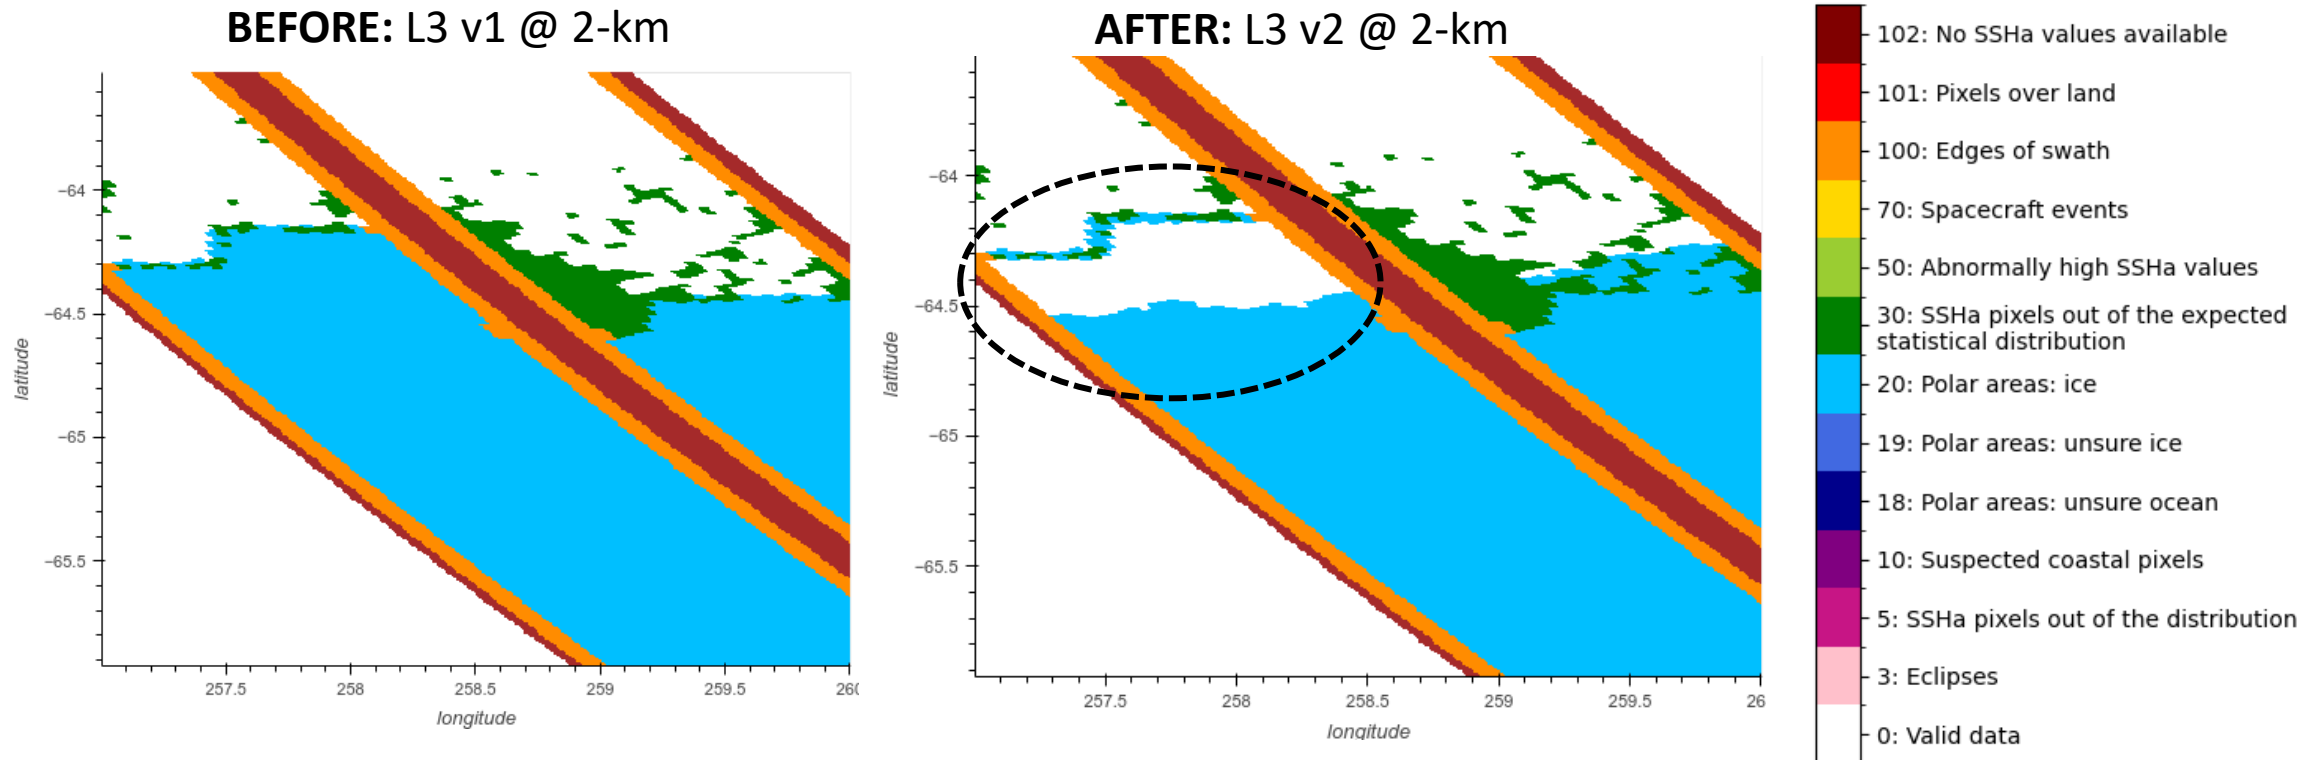 BEFORE: L3 v1 @ 2-km
−64
−64.5
−65
−65.5
latitude
257.5
258
258.5
259
259.5
260
longitude
AFTER: L3 v2 @ 2-km
−64
−64.5
−65
−65.5
latitude
257.5
258
258.5
259
259.5
26
longitude
102: No SSHa values available
101: Pixels over land
100: Edges of swath
70: Spacecraft events
50: Abnormally high SSHa values
30: SSHa pixels out of the expected
statistical distribution
20: Polar areas: ice
19: Polar areas: unsure ice
18: Polar areas: unsure ocean
10: Suspected coastal pixels
5: SSHa pixels out of the distribution
3: Eclipses
0: Valid data